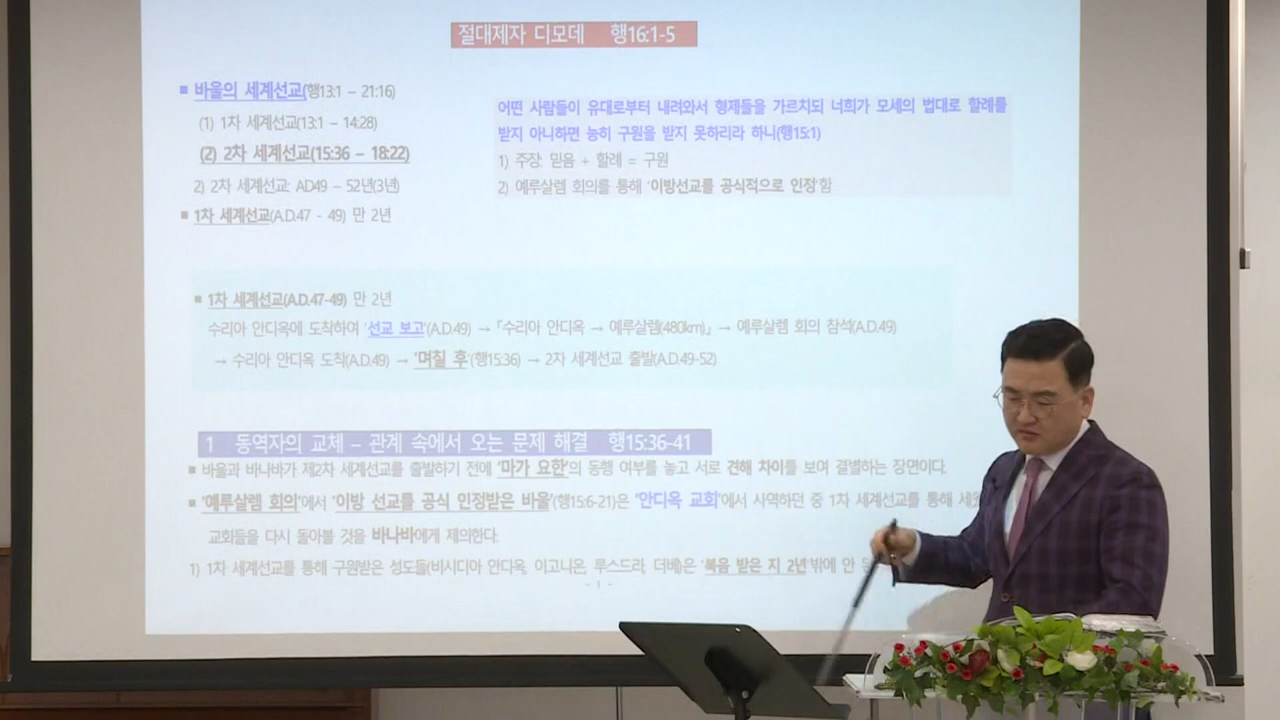 절대제자 디모데 행16:1-5
■ 바울의 세계선교(행13:1 – 21:16)
(1) 1차 세계선교(13:1 – 14:28)
(2) 2차 세계선교(15:36 – 18:22)
2) 2차 세계선교: AD49 – 52년(3년)
■ 1차 세계선교(A.D.47 - 49) 만 2년
어떤 사람들이 유대로부터 내려와서 형제들을 가르치되 너희가 모세의 법대로 할례를
받지 아니하면 능히 구원을 받지 못하리라 하니(행15:1)
1) 주장: 믿음 + 할례 = 구원
2) 예루살렘 회의를 통해 '이방선교를 공식적으로 인정'함
■ 1차 세계선교(A.D.47-49) 만 2년
수리아 안디옥에 도착하여 '선교 보고'(A.D.49) → 「수리아 안디옥 → 예루살렘(480km)」 → 예루살렘 회의 참석(A.D.49)
→ 수리아 안디옥 도착(A.D.49) → '며칠 후'(행15:36) → 2차 세계선교 출발(A.D.49-52)
1 동역자의 교체 – 관계 속에서 오는 문제 해결 행15:36-41
■ 바울과 바나바가 제2차 세계선교를 출발하기 전에 '마가 요한'의 동행 여부를 놓고 서로 견해 차이를 보여 결별하는 장면이다.
■ '예루살렘 회의'에서 '이방 선교를 공식 인정받은 바울'(행15:6-21)은 '안디옥 교회'에서 사역하던 중 1차 세계선교를 통해
교회들을 다시 돌아볼 것을 바나바에게 제의한다.
1) 1차 세계선교를 통해 구원받은 성도들(비시디아 안디옥, 이고니온, 루스드라, 더베)은 '복음 받은 지 2년'밖에 안
- 1 -